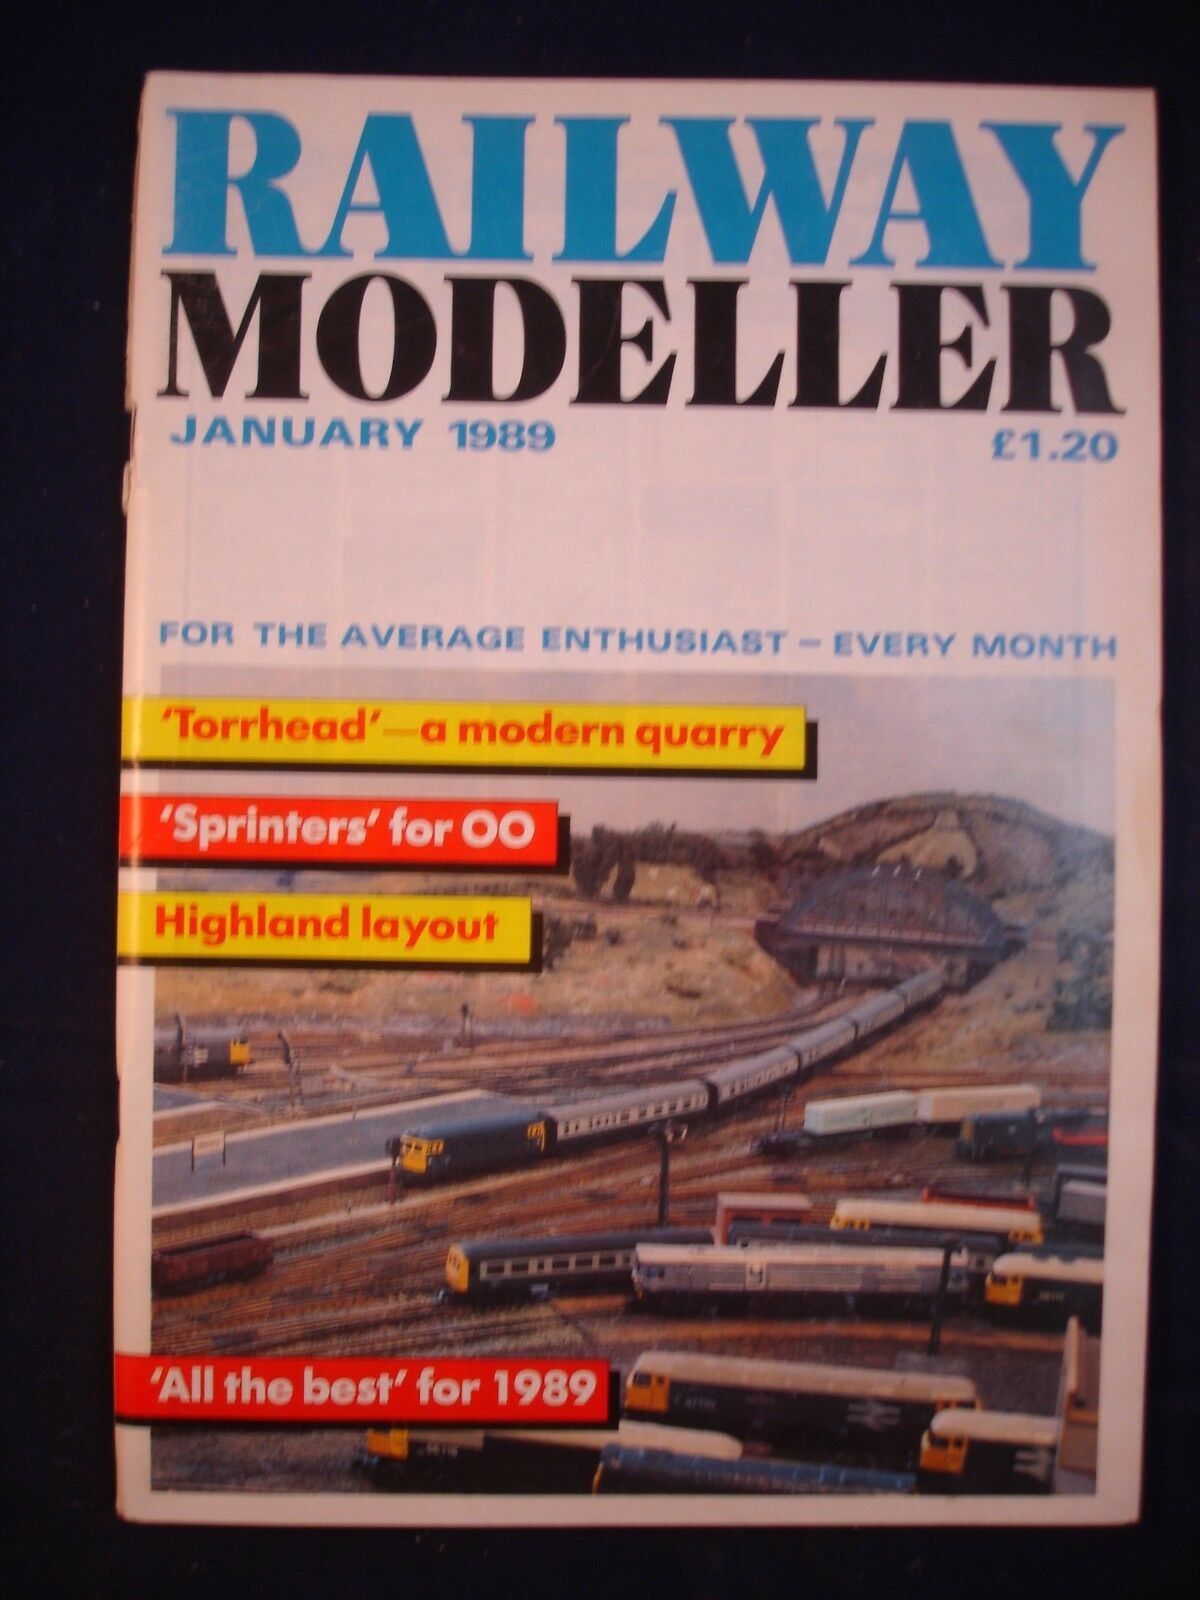 RAILWAY
MODELLER
JANUARY 1989
£1.20
FOR THE AVERAGE ENTHUSIAST – EVERY MONTH
‘Torrhead’—a modern quarry
‘Sprinters’ for OO
Highland layout
‘All the best’ for 1989